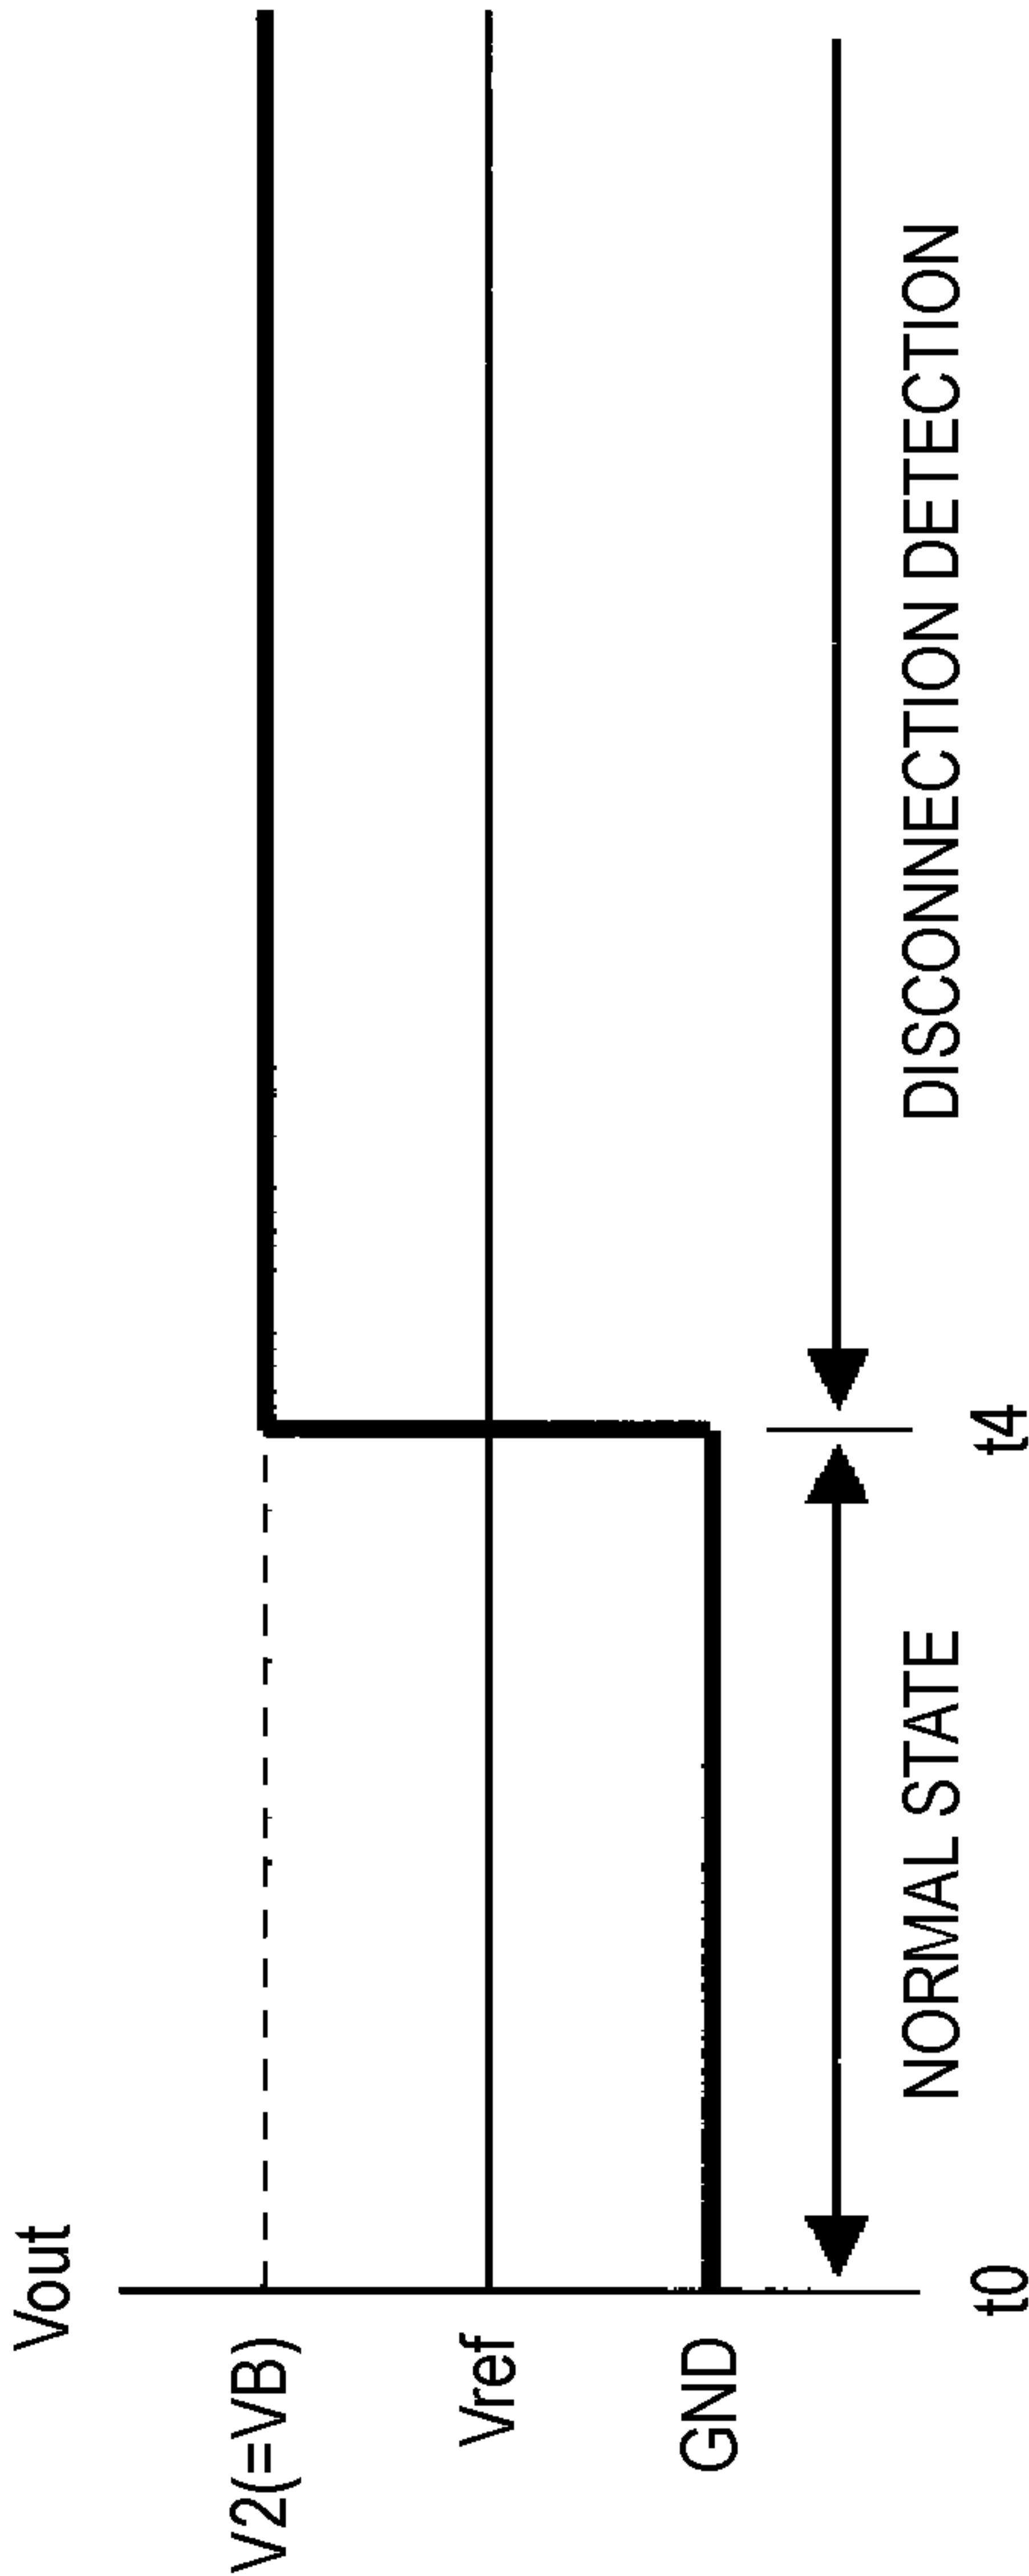 Vout
V2(=VB)
Vref
GND
NORMAL STATE
DISCONNECTION DETECTION
t0
t4